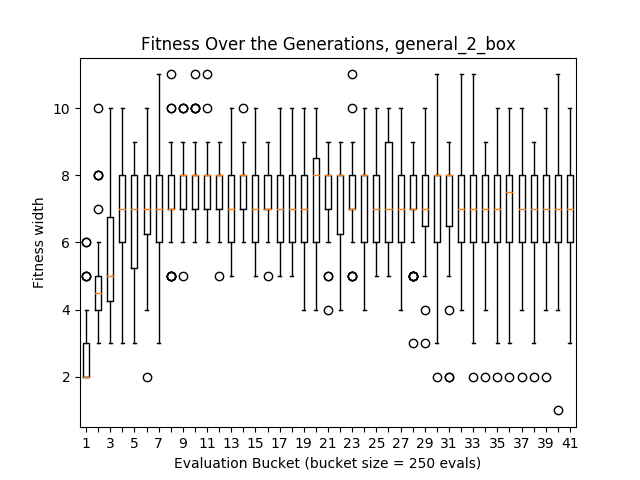 Fitness Over the Generations, general_2_box
Fitness width
10
8
6
4
2
1 3 5 7 9 11 13 15 17 19 21 23 25 27 29 31 33 35 37 39 41
Evaluation Bucket (bucket size = 250 evals)